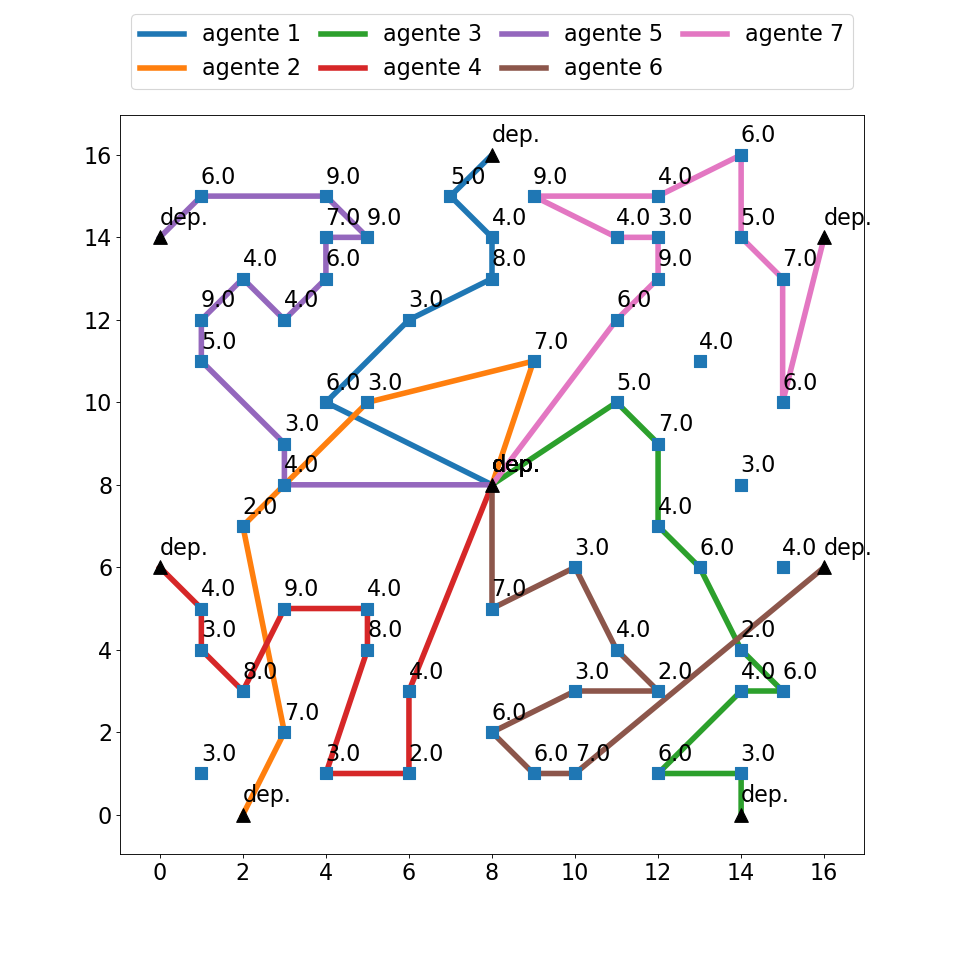 agente 1 agente 3 agente 5 agente 7
agente 2 agente 4 agente 6
dep. 6.0
16
6.0 9.0 5.0 9.0 4.0
dep. 7.0 9.0 4.0 4.0 3.0 5.0 dep.
14
4.0 6.0 8.0 9.0 7.0
9.0 4.0 3.0 6.0
12
5.0 7.0 4.0
6.0 3.0 5.0 6.0
10
3.0 7.0
4.0 dep. 3.0
8
2.0 4.0
dep. 3.0 6.0 4.0 dep.
6
4.0 9.0 4.0 7.0
3.0 8.0 4.0 2.0
4
8.0 4.0 3.0 2.0 4.0 6.0
7.0 6.0
2
3.0 3.0 2.0 6.0 7.0 6.0 3.0
dep. dep.
0
0 2 4 6 8 10 12 14 16